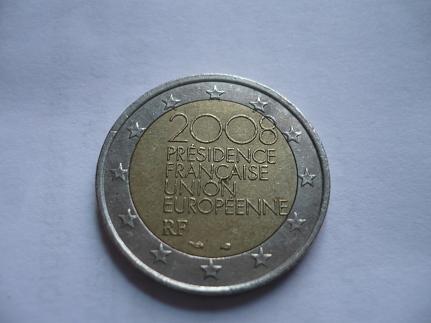 2008
PRÉSIDENCE
FRANÇAISE
UNION
EUROPÉENNE
RF